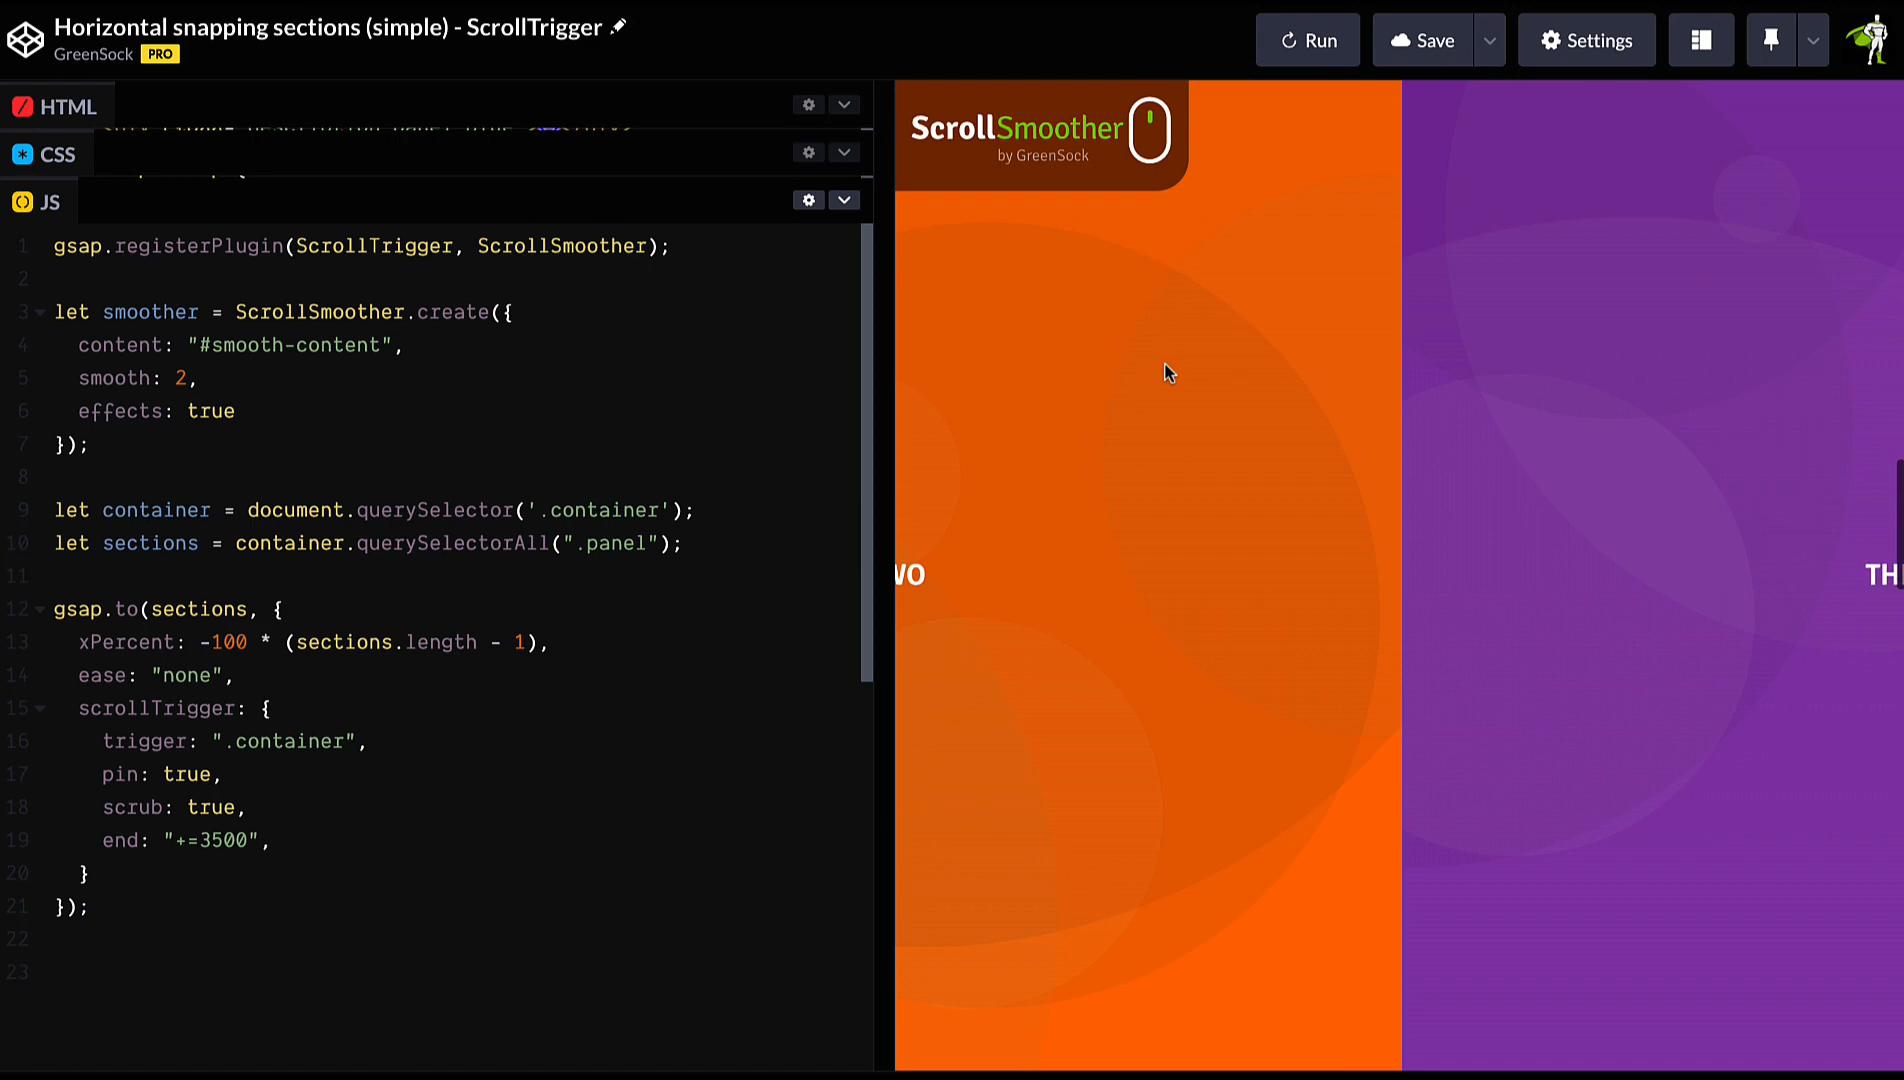 Horizontal snapping sections (simple) - ScrollTrigger
GreenSock PRO
Run
Save
Settings
HTML
CSS
JS
1 gsap.registerPlugin(ScrollTrigger, ScrollSmoother);
2
3 let smoother = ScrollSmoother.create({
4 content: "#smooth-content",
5 smooth: 2,
6 effects: true
7 });
8
9 let container = document.querySelector('.container');
10 let sections = container.querySelectorAll(".panel");
11
12 gsap.to(sections, {
13 xPercent: -100 * (sections.length - 1),
14 ease: "none",
15 scrollTrigger: {
16 trigger: ".container",
17 pin: true,
18 scrub: true,
19 end: "+=3500",
20 }
21 });
22
23
ScrollSmoother
by GreenSock
WO
TH